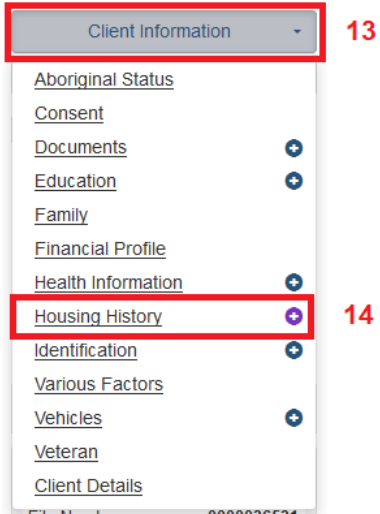 Client Information 13
Aboriginal Status
Consent
Documents
Education
Family
Financial Profile
Health Information
Housing History 14
Identification
Various Factors
Vehicles
Veteran
Client Details